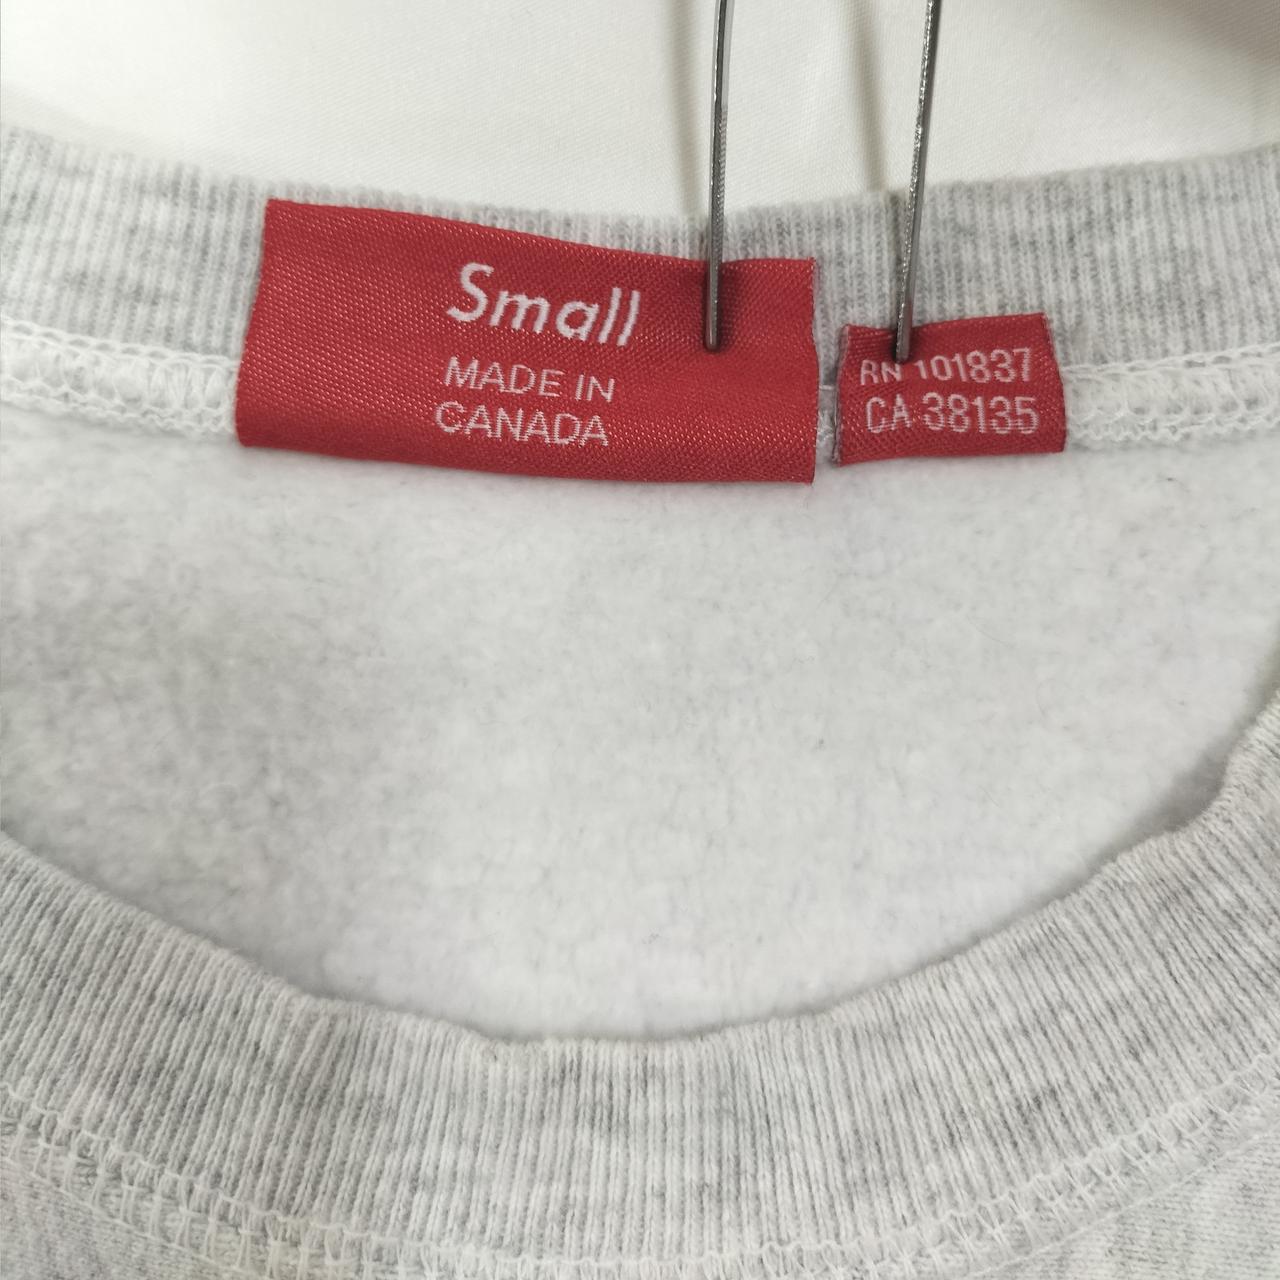 Small
MADE IN
CANADA
RN 101837
CA 38135